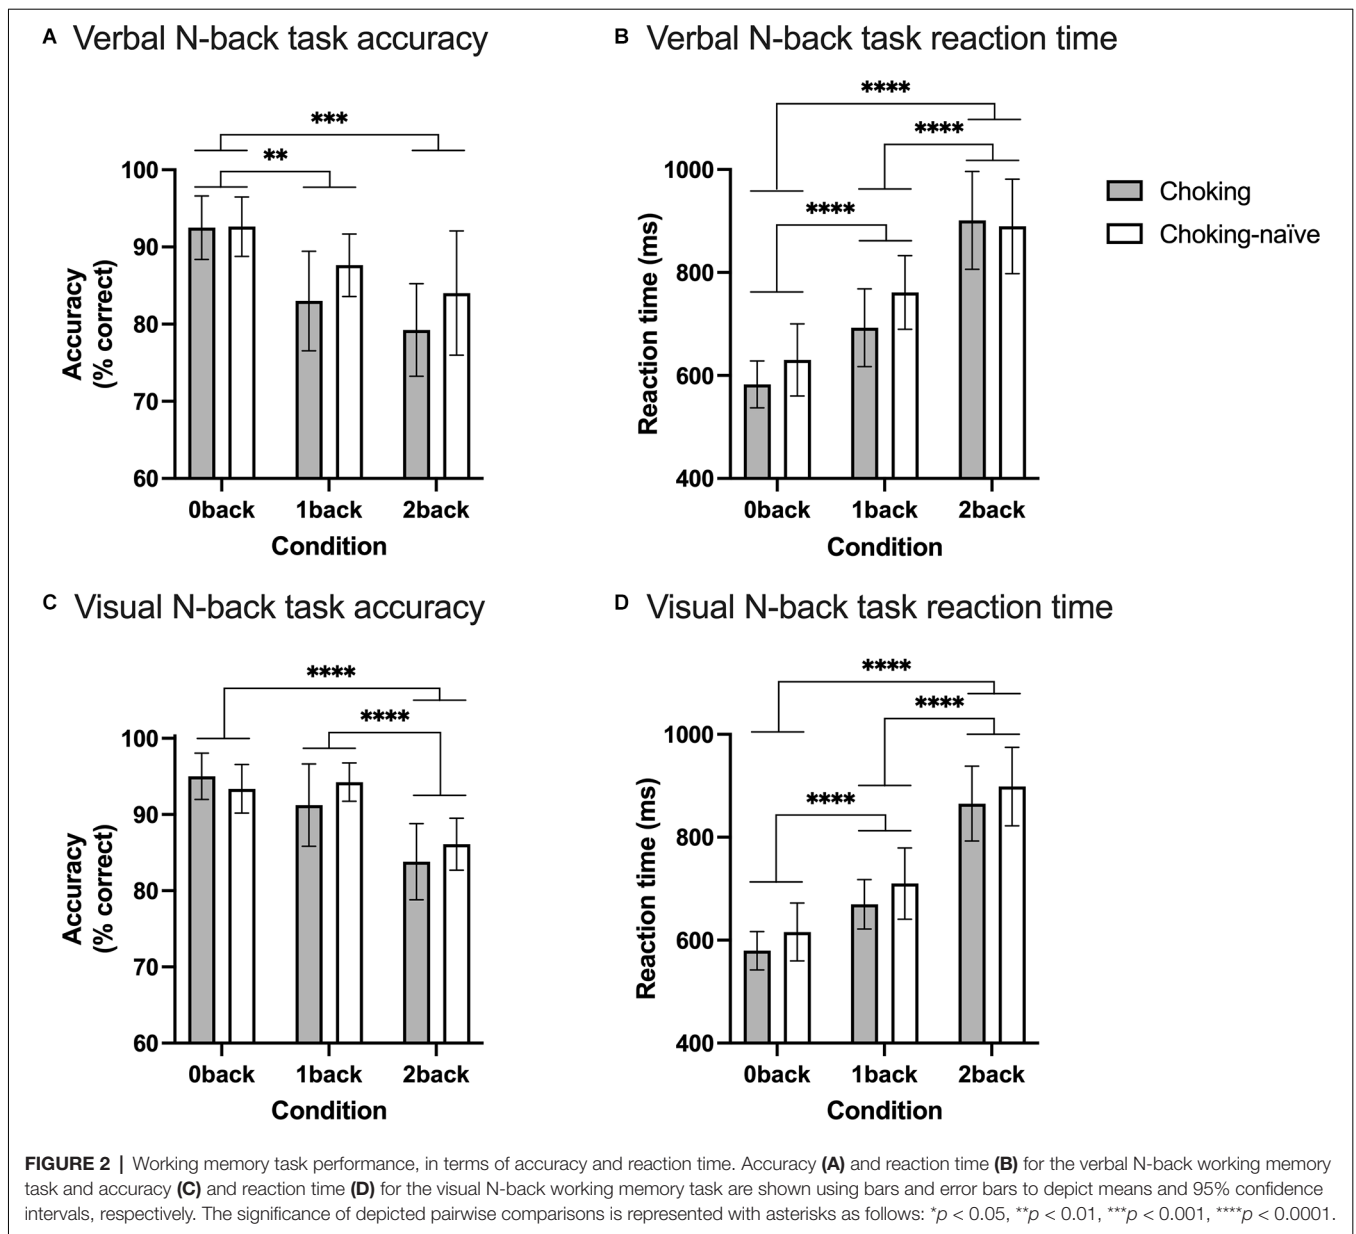 A Verbal N-back task accuracy
***
**
100
90
80
70
60
Accuracy
(% correct)
0back 1back 2back
Condition
B Verbal N-back task reaction time
****
****
****
1000
800
600
400
Reaction time (ms)
0back 1back 2back
Condition
Choking
Choking-naïve
C Visual N-back task accuracy
****
****
100
90
80
70
60
Accuracy
(% correct)
0back 1back 2back
Condition
D Visual N-back task reaction time
****
****
****
1000
800
600
400
Reaction time (ms)
0back 1back 2back
Condition
FIGURE 2 | Working memory task performance, in terms of accuracy and reaction time. Accuracy (A) and reaction time (B) for the verbal N-back working memory
task and accuracy (C) and reaction time (D) for the visual N-back working memory task are shown using bars and error bars to depict means and 95% confidence
intervals, respectively. The significance of depicted pairwise comparisons is represented with asterisks as follows: *p < 0.05, **p < 0.01, ***p < 0.001, ****p < 0.0001.